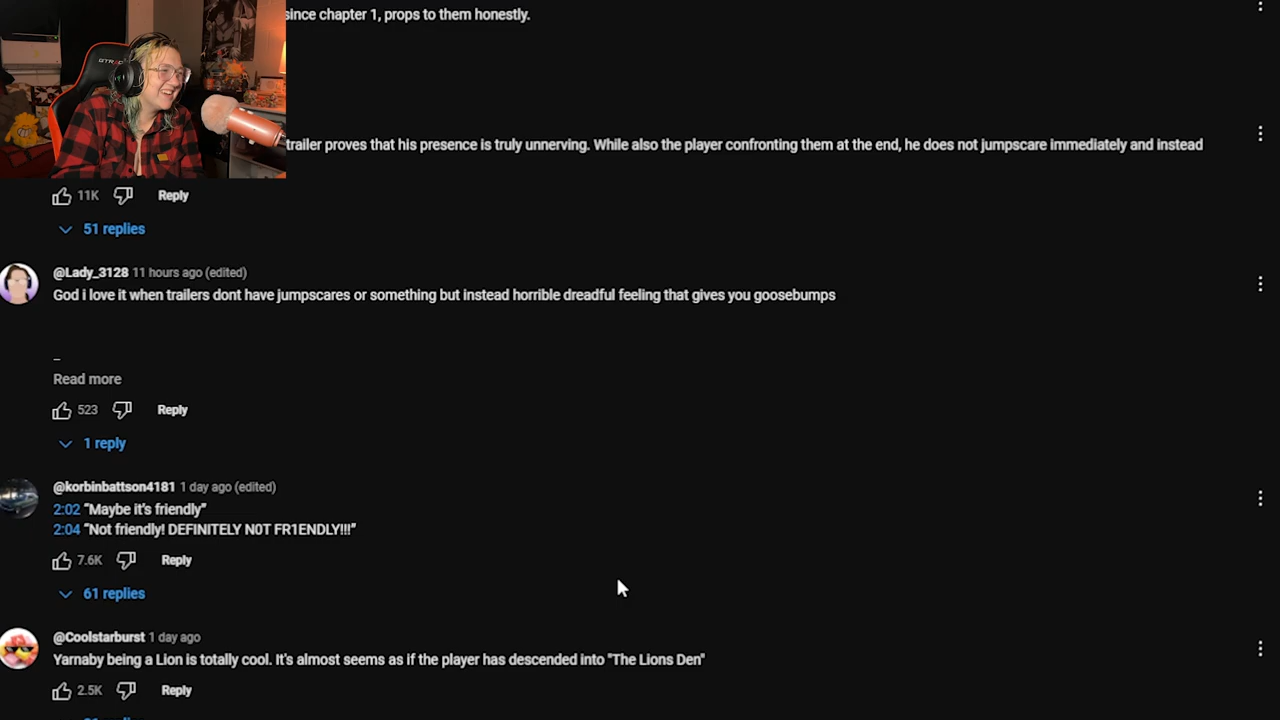 since chapter 1, props to them honestly.
trailer proves that his presence is truly unnerving. While also the player confronting them at the end, he does not jumpscare immediately and instead
11K Reply
51 replies
@Lady_3128 11 hours ago (edited)
God i love it when trailers dont have jumpscares or something but instead horrible dreadful feeling that gives you goosebumps
_
Read more
523 Reply
1 reply
@korbinbattson4181 1 day ago (edited)
2:02 “Maybe it's friendly”
2:04 “Not friendly! DEFINITELY N0T FR1ENDLY!!!”
7.6K Reply
61 replies
@Coolstarburst 1 day ago
Yarnaby being a Lion is totally cool. It's almost seems as if the player has descended into "The Lions Den"
2.5K Reply